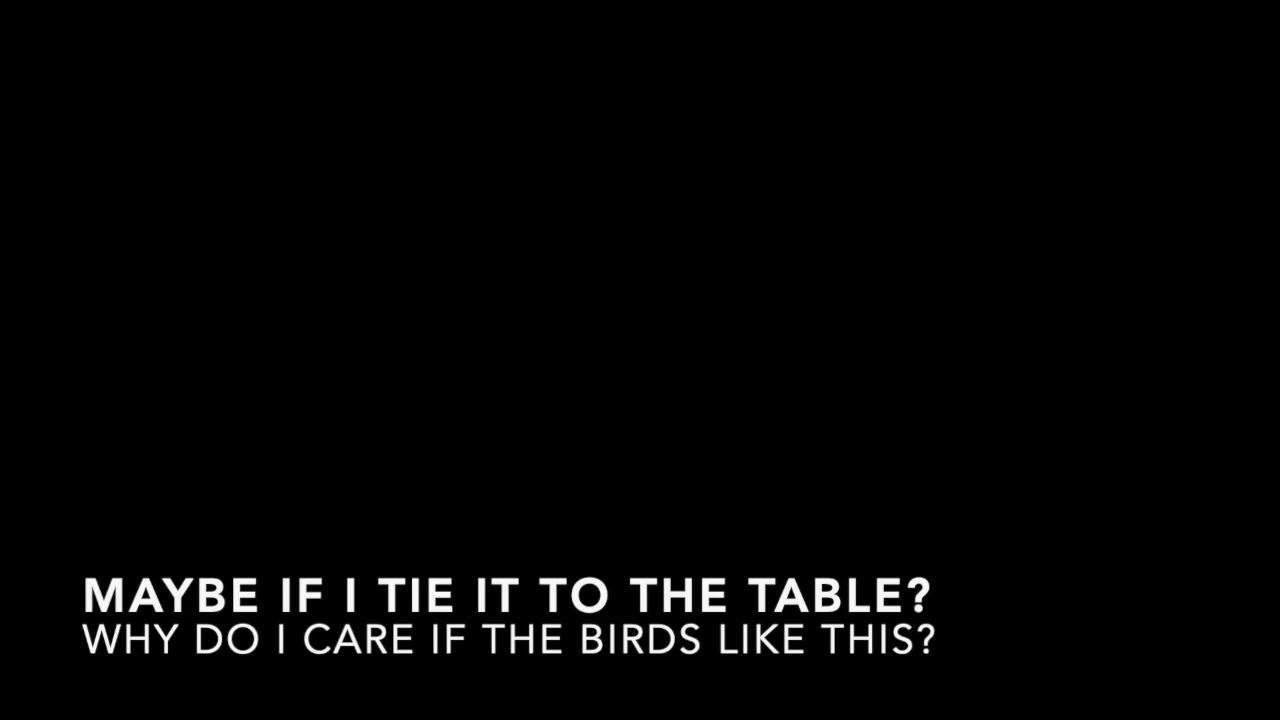 MAYBE IF I TIE IT TO THE TABLE?
WHY DO I CARE IF THE BIRDS LIKE THIS?